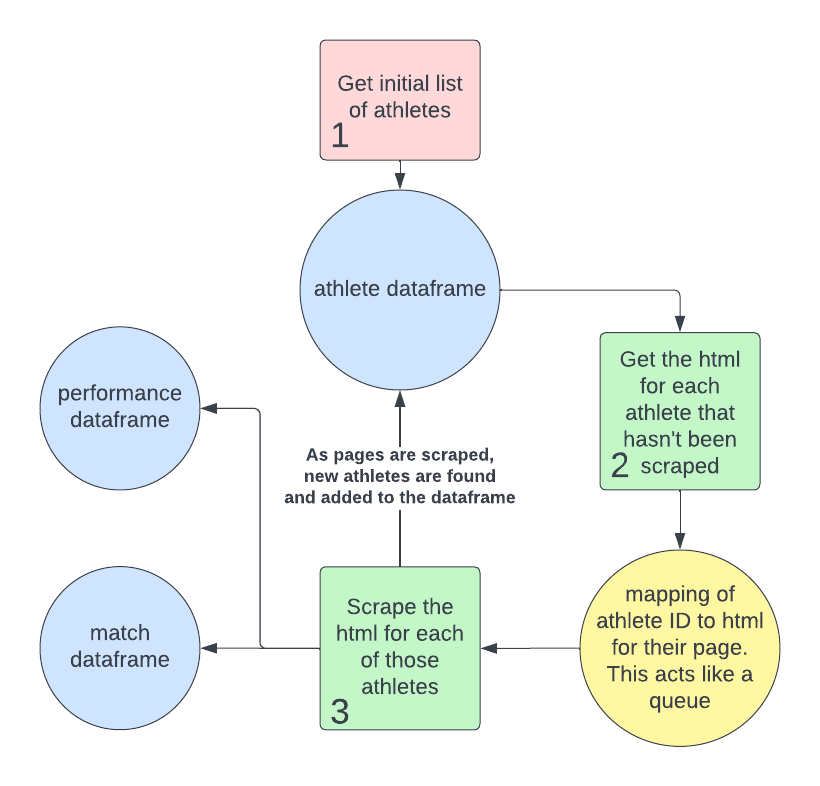 Get initial list
of athletes
1
athlete dataframe
Get the html
for each
athlete that
hasn't been
scraped
2
performance
dataframe
As pages are scraped,
new athletes are found
and added to the dataframe
mapping of
athlete ID to html
for their page.
This acts like a
queue
Scrape the
html for each
of those
athletes
3
match
dataframe